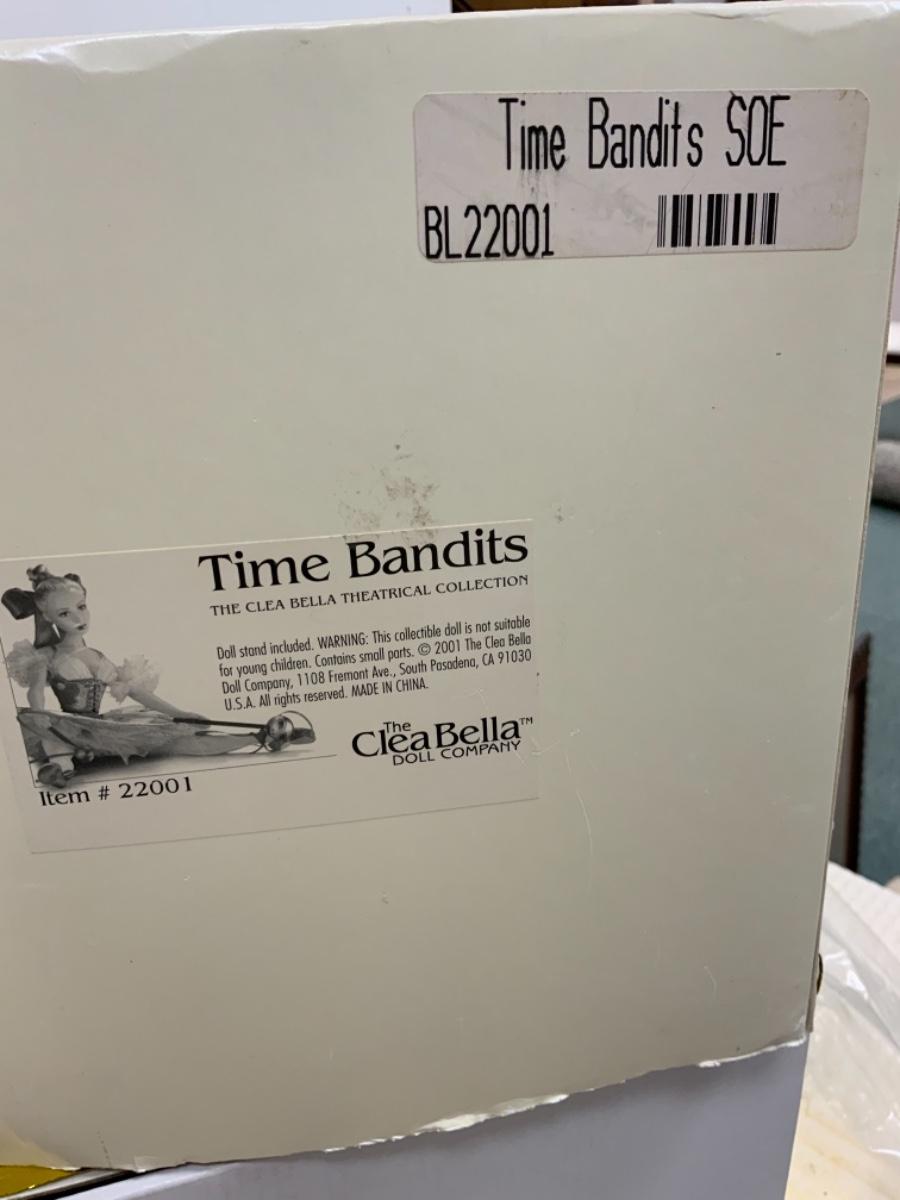 Time Bandits SOE
BL22001
Time Bandits
THE CLEA BELLA THEATRICAL COLLECTION
Doll stand included. WARNING: This collectible doll is not suitable
for young children. Contains small parts. © 2001 The Clea Bella
Doll Company, 1108 Fremont Ave., South Pasadena, CA 91030
U.S.A. All rights reserved. MADE IN CHINA.
The
Clea Bella™
DOLL COMPANY
Item # 22001